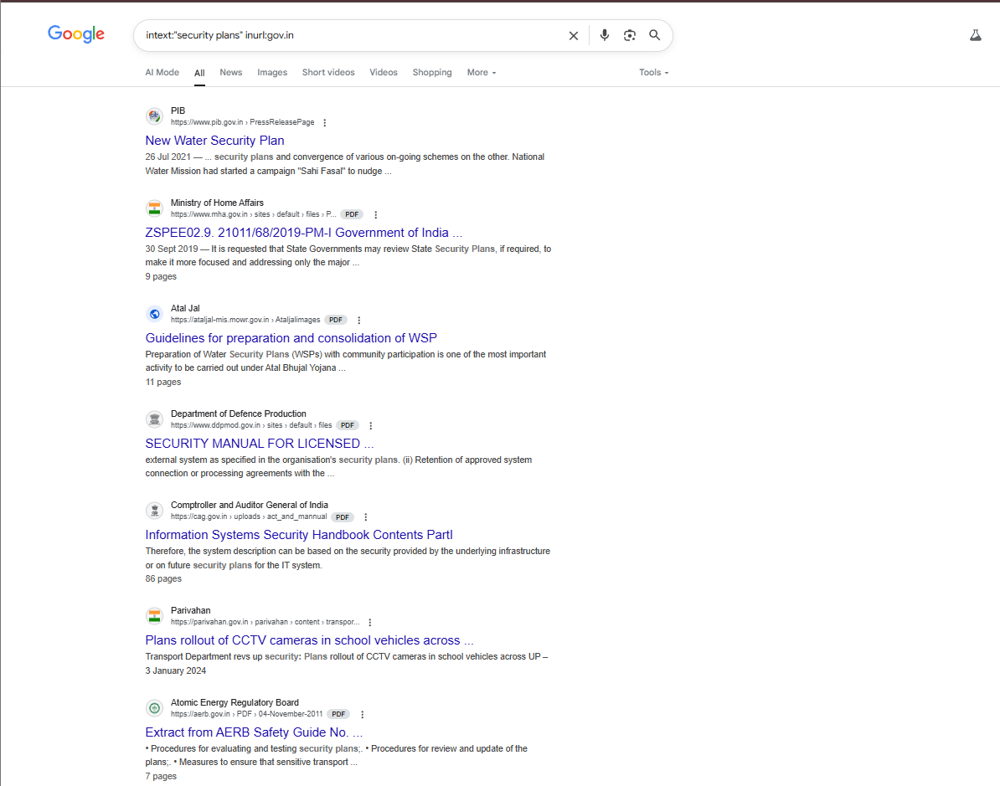 Google
intext:"security plans" inurl:gov.in
AI Mode All News Images Short videos Videos Shopping More Tools
PIB
https://www.pib.gov.in › PressReleasePage
New Water Security Plan
26 Jul 2021 — ... security plans and convergence of various on-going schemes on the other. National
Water Mission had started a campaign "Sahi Fasal" to nudge ...
Ministry of Home Affairs
https://www.mha.gov.in › sites › default › files › P... PDF
ZSPEE02.9. 21011/68/2019-PM-I Government of India ...
30 Sept 2019 — It is requested that State Governments may review State Security Plans, if required, to
make it more focused and addressing only the major ...
9 pages
Atal Jal
https://ataljal-mis.mowr.gov.in › Ataljalimages PDF
Guidelines for preparation and consolidation of WSP
Preparation of Water Security Plans (WSPs) with community participation is one of the most important
activity to be carried out under Atal Bhujal Yojana ...
11 pages
Department of Defence Production
https://www.ddpmod.gov.in › sites › default › files PDF
SECURITY MANUAL FOR LICENSED ...
external system as specified in the organisation's security plans. (ii) Retention of approved system
connection or processing agreements with the ...
Comptroller and Auditor General of India
https://cag.gov.in › uploads › act_and_mannual PDF
Information Systems Security Handbook Contents PartI
Therefore, the system description can be based on the security provided by the underlying infrastructure
or on future security plans for the IT system.
86 pages
Parivahan
https://parivahan.gov.in › parivahan › content › transpor...
Plans rollout of CCTV cameras in school vehicles across ...
Transport Department revs up security: Plans rollout of CCTV cameras in school vehicles across UP –
3 January 2024
Atomic Energy Regulatory Board
https://aerb.gov.in › PDF › 04-November-2011 PDF
Extract from AERB Safety Guide No. ...
• Procedures for evaluating and testing security plans;. • Procedures for review and update of the
plans;. • Measures to ensure that sensitive transport ...
7 pages